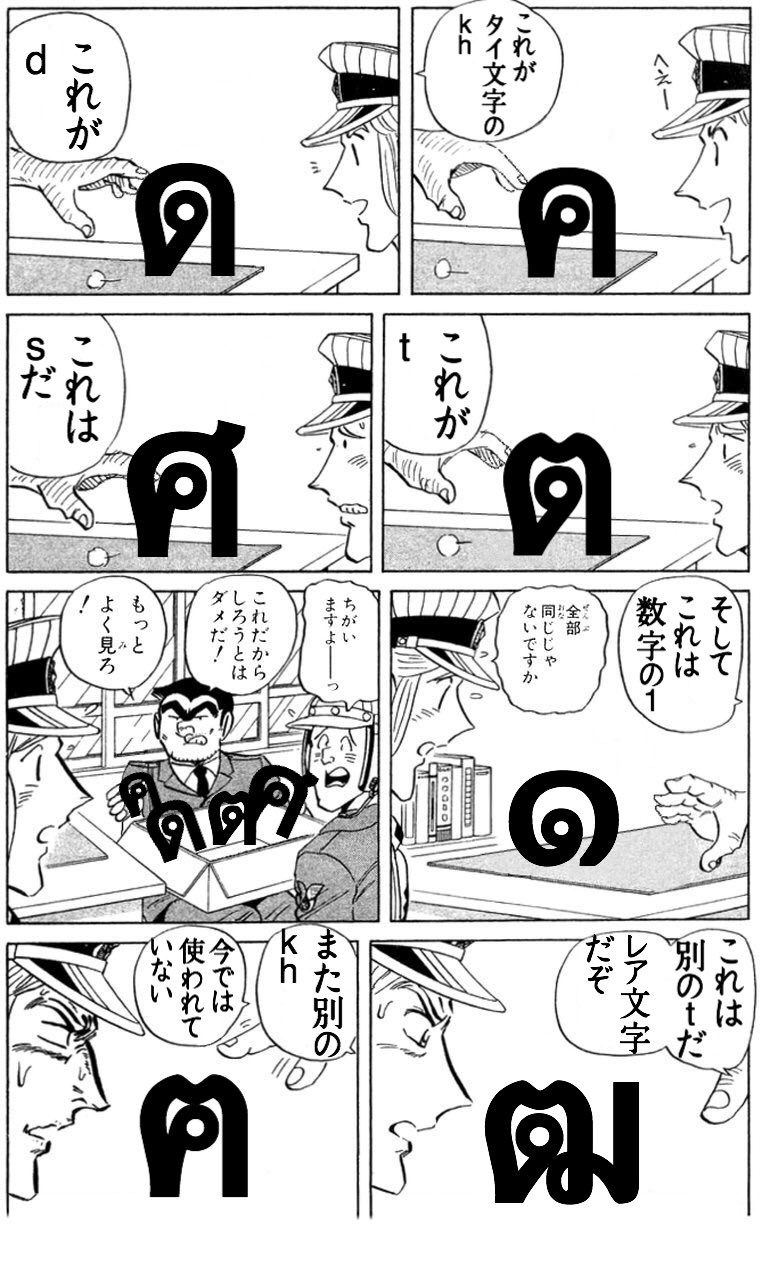 これが
タイ文字の
kh
へぇー
ค
これが
d
ด
これが
t
ต
これは
sだ
ศ
そして
これは
数字の1
全部
同じじゃ
ないですか
๑
ちがい
ますよーっ
これだから
しろうとは
ダメだ!
もっと
よく見ろ
!
ค
ด
ต
ศ
これは
別のtだ
レア文字
だぞ
ฒ
また別の
kh
今では
使われて
いない
ฅ